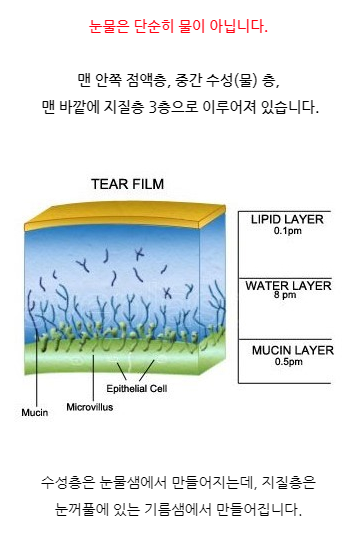 눈물은 단순히 물이 아닙니다.
맨 안쪽 점액층, 중간 수성(물) 층,
맨 바깥에 지질층 3층으로 이루어져 있습니다.
TEAR FILM
LIPID LAYER
0.1pm
WATER LAYER
8 pm
MUCIN LAYER
0.5pm
Epithelial Cell
Microvillus
Mucin
수성층은 눈물샘에서 만들어지는데, 지질층은
눈꺼풀에 있는 기름샘에서 만들어집니다.